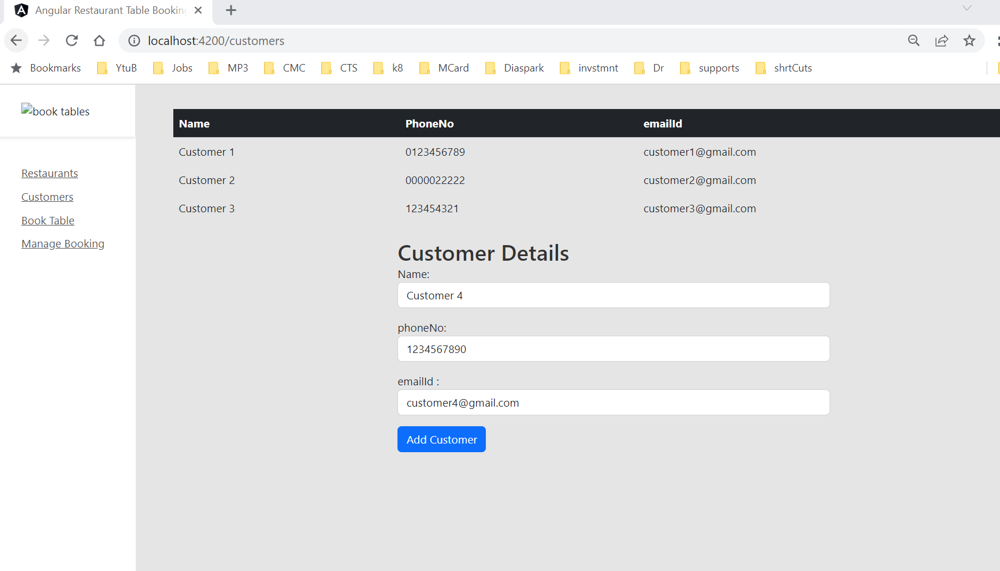 Angular Restaurant Table Booking
localhost:4200/customers
Bookmarks YtuB Jobs MP3 CMC CTS k8 MCard Diaspark invstmnt Dr supports shrtCuts
book tables
Restaurants
Customers
Book Table
Manage Booking
Name PhoneNo emailId
Customer 1 0123456789 customer1@gmail.com
Customer 2 0000022222 customer2@gmail.com
Customer 3 123454321 customer3@gmail.com
Customer Details
Name:
Customer 4
phoneNo:
1234567890
emailId :
customer4@gmail.com
Add Customer